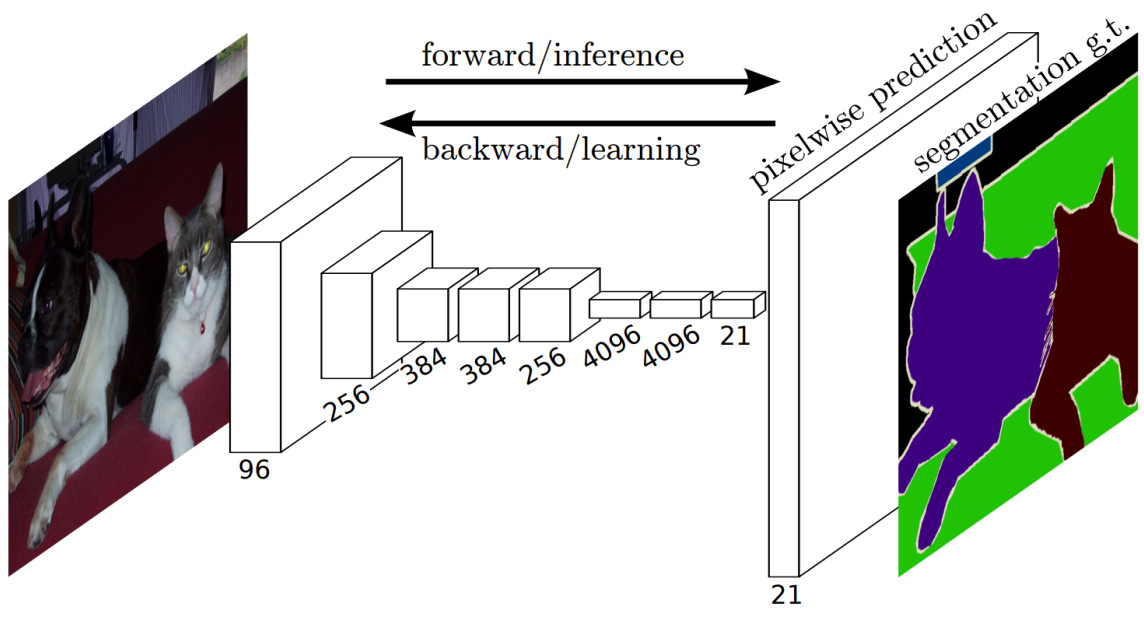 forward/inference
backward/learning
pixelwise prediction
segmentation g.t.
96
256
384
384
256
4096
4096
21
21